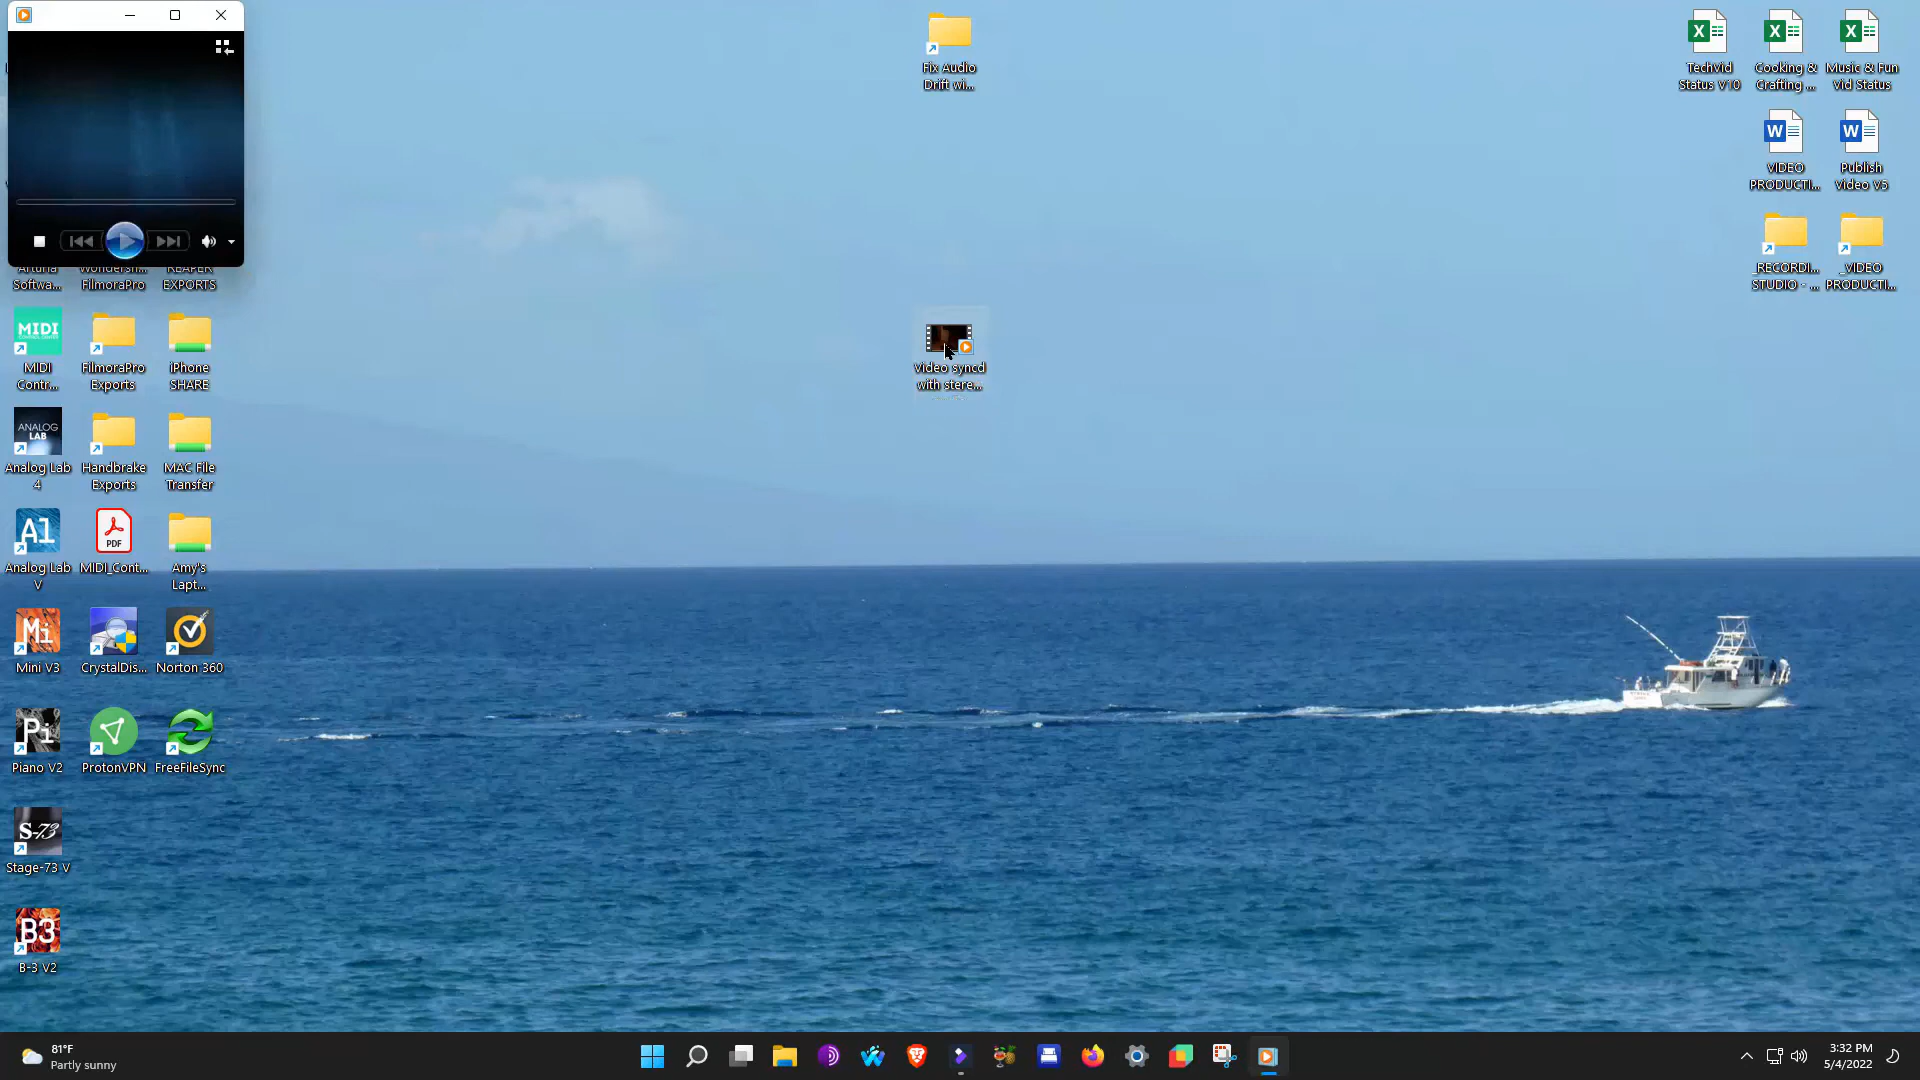 Fix Audio
Drift wi...
TechVid
Status V10
Cooking &
Crafting ...
Music & Fun
Vid Status
VIDEO
PRODUCTI...
Publish
Video V5
_RECORDI...
STUDIO - ...
_VIDEO
PRODUCTI...
Arturia
Softwa...
Wondersh...
FilmoraPro
REAPER
EXPORTS
MIDI
MIDI
Contr...
FilmoraPro
Exports
iPhone
SHARE
video syncd
with stere...
ANALOG
LAB
Analog Lab
4
Handbrake
Exports
MAC File
Transfer
Al
Analog Lab
V
PDF
MIDI_Cont...
Amy's
Lapt...
Mi
Mini V3
CrystalDis...
Norton 360
Pi
Piano V2
ProtonVPN
FreeFileSync
S-73
Stage-73 V
B3
B-3 V2
81°F
Partly sunny
3:32 PM
5/4/2022